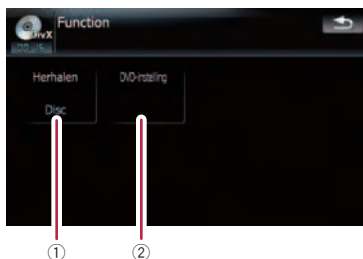 Function
DivX
Herhalen
DVD-instelling
Disc
① ②